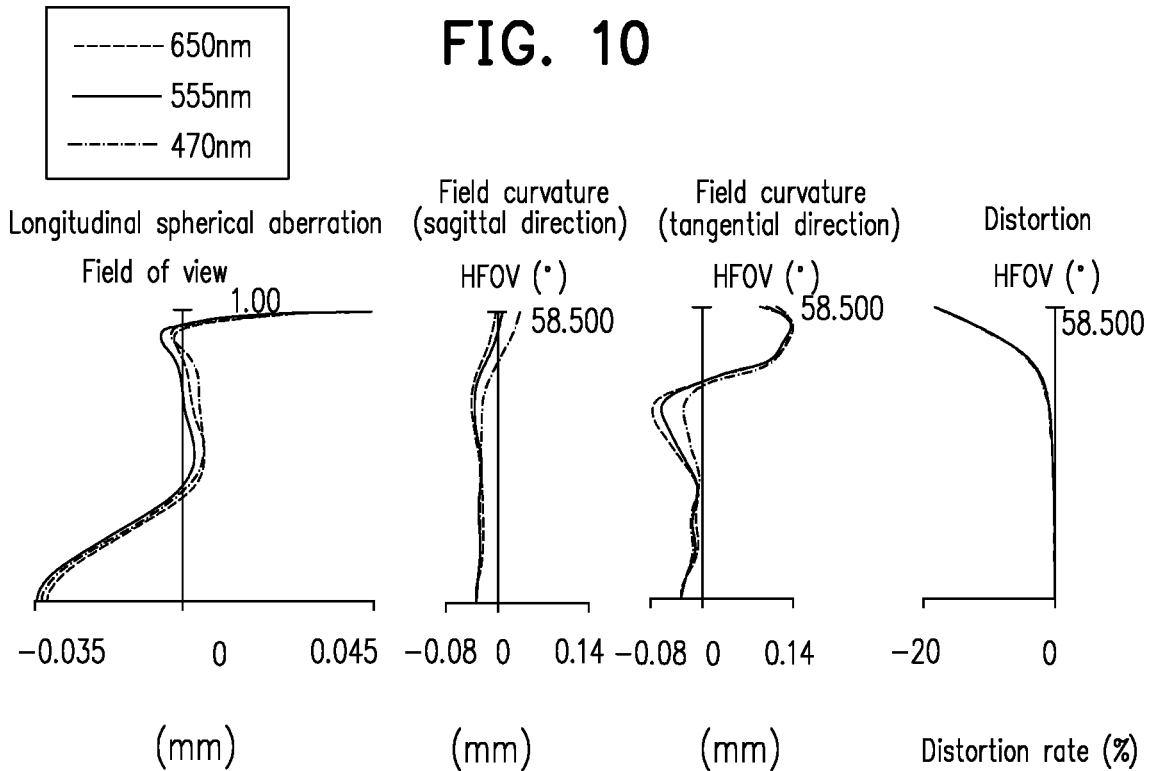 FIG. 10
650nm
555nm
470nm
Longitudinal spherical aberration
Field of view
1.00
-0.035
0
0.045
(mm)
Field curvature
(sagittal direction)
HFOV (°)
58.500
-0.08
0
0.14
(mm)
Field curvature
(tangential direction)
HFOV (°)
58.500
-0.08
0
0.14
(mm)
Distortion
HFOV (°)
58.500
-20
0
Distortion rate (%)